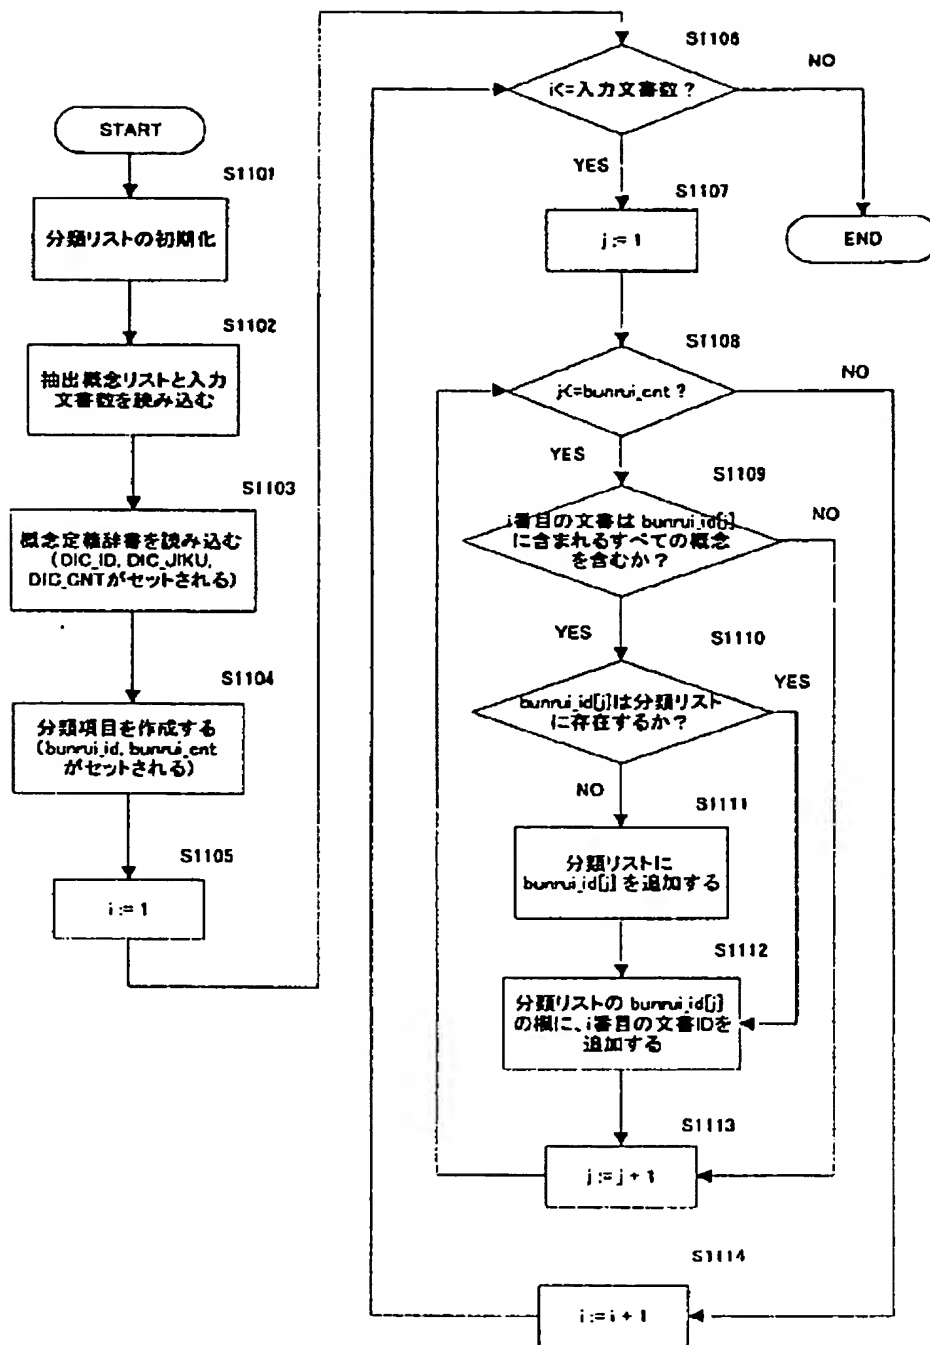 START
S1101
分類リストの初期化
S1102
抽出概念リストと入力
文書数を読み込む
S1103
概念定義辞書を読み込む
(DIC_ID, DIC_JIKU,
DIC_CNTがセットされる)
S1104
分類項目を作成する
(bunrui_id, bunrui_cnt
がセットされる)
S1105
i := 1
S1106
i<=入力文書数？
NO
YES
END
S1107
j := 1
S1108
j<=bunrui_cnt ?
NO
YES
S1109
i番目の文書は bunrui_id[j]
に含まれるすべての概念
を含むか？
NO
YES
S1110
bunrui_id[j]は分類リスト
に存在するか？
YES
NO
S1111
分類リストに
bunrui_id[j] を追加する
S1112
分類リストの bunrui_id[j]
の欄に、i番目の文書IDを
追加する
S1113
j := j + 1
S1114
i := i + 1